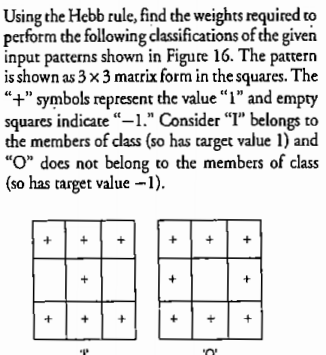 Using the Hebb rule, find the weights required to
perform the following classifications of the given
input patterns shown in Figure 16. The pattern
is shown as 3 × 3 matrix form in the squares. The
“+” symbols represent the value “1” and empty
squares indicate “−1.” Consider “I” belongs to
the members of class (so has target value 1) and
“O” does not belong to the members of class
(so has target value −1).
+ + + + + +
+ + +
+ + + + + +
'I' 'O'